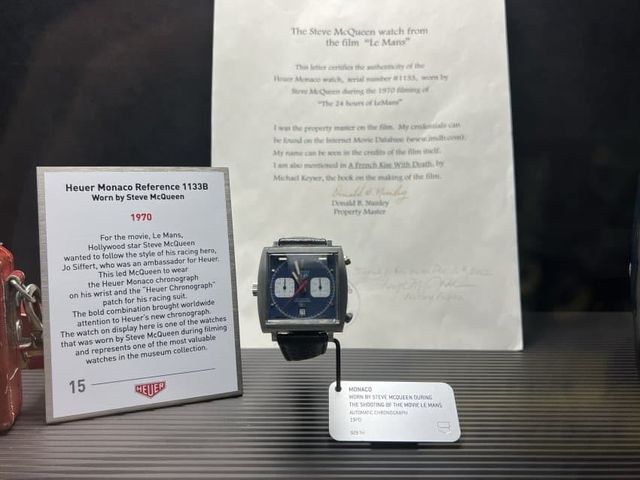 The Steve McQueen watch from
the film "Le Mans"
This letter certifies the authenticity of the
Heuer Monaco watch, serial number #1133, worn by
Steve McQueen during the 1970 filming of
"The 24 hours of LeMans"
I was the property master on the film. My credentials can
be found on the Internet Movie Database (www.imdb.com).
My name can be seen in the credits of the film itself.
I am also mentioned in A French Kiss With Death, by
Michael Keyser, the book on the making of the film.
Donald B. Nunley
Property Master
Heuer Monaco Reference 1133B
Worn by Steve McQueen
1970
For the movie, Le Mans,
Hollywood star Steve McQueen
wanted to follow the style of his racing hero,
Jo Siffert, who was an ambassador for Heuer.
This led McQueen to wear
the Heuer Monaco chronograph
on his wrist and the "Heuer Chronograph"
patch for his racing suit.
The bold combination brought worldwide
attention to Heuer's new chronograph.
The watch on display here is one of the watches
that was worn by Steve McQueen during filming
and represents one of the most valuable
watches in the museum collection.
15
HEUER
MONACO
WORN BY STEVE MCQUEEN DURING
THE SHOOTING OF THE MOVIE LE MANS
AUTOMATIC CHRONOGRAPH
1970